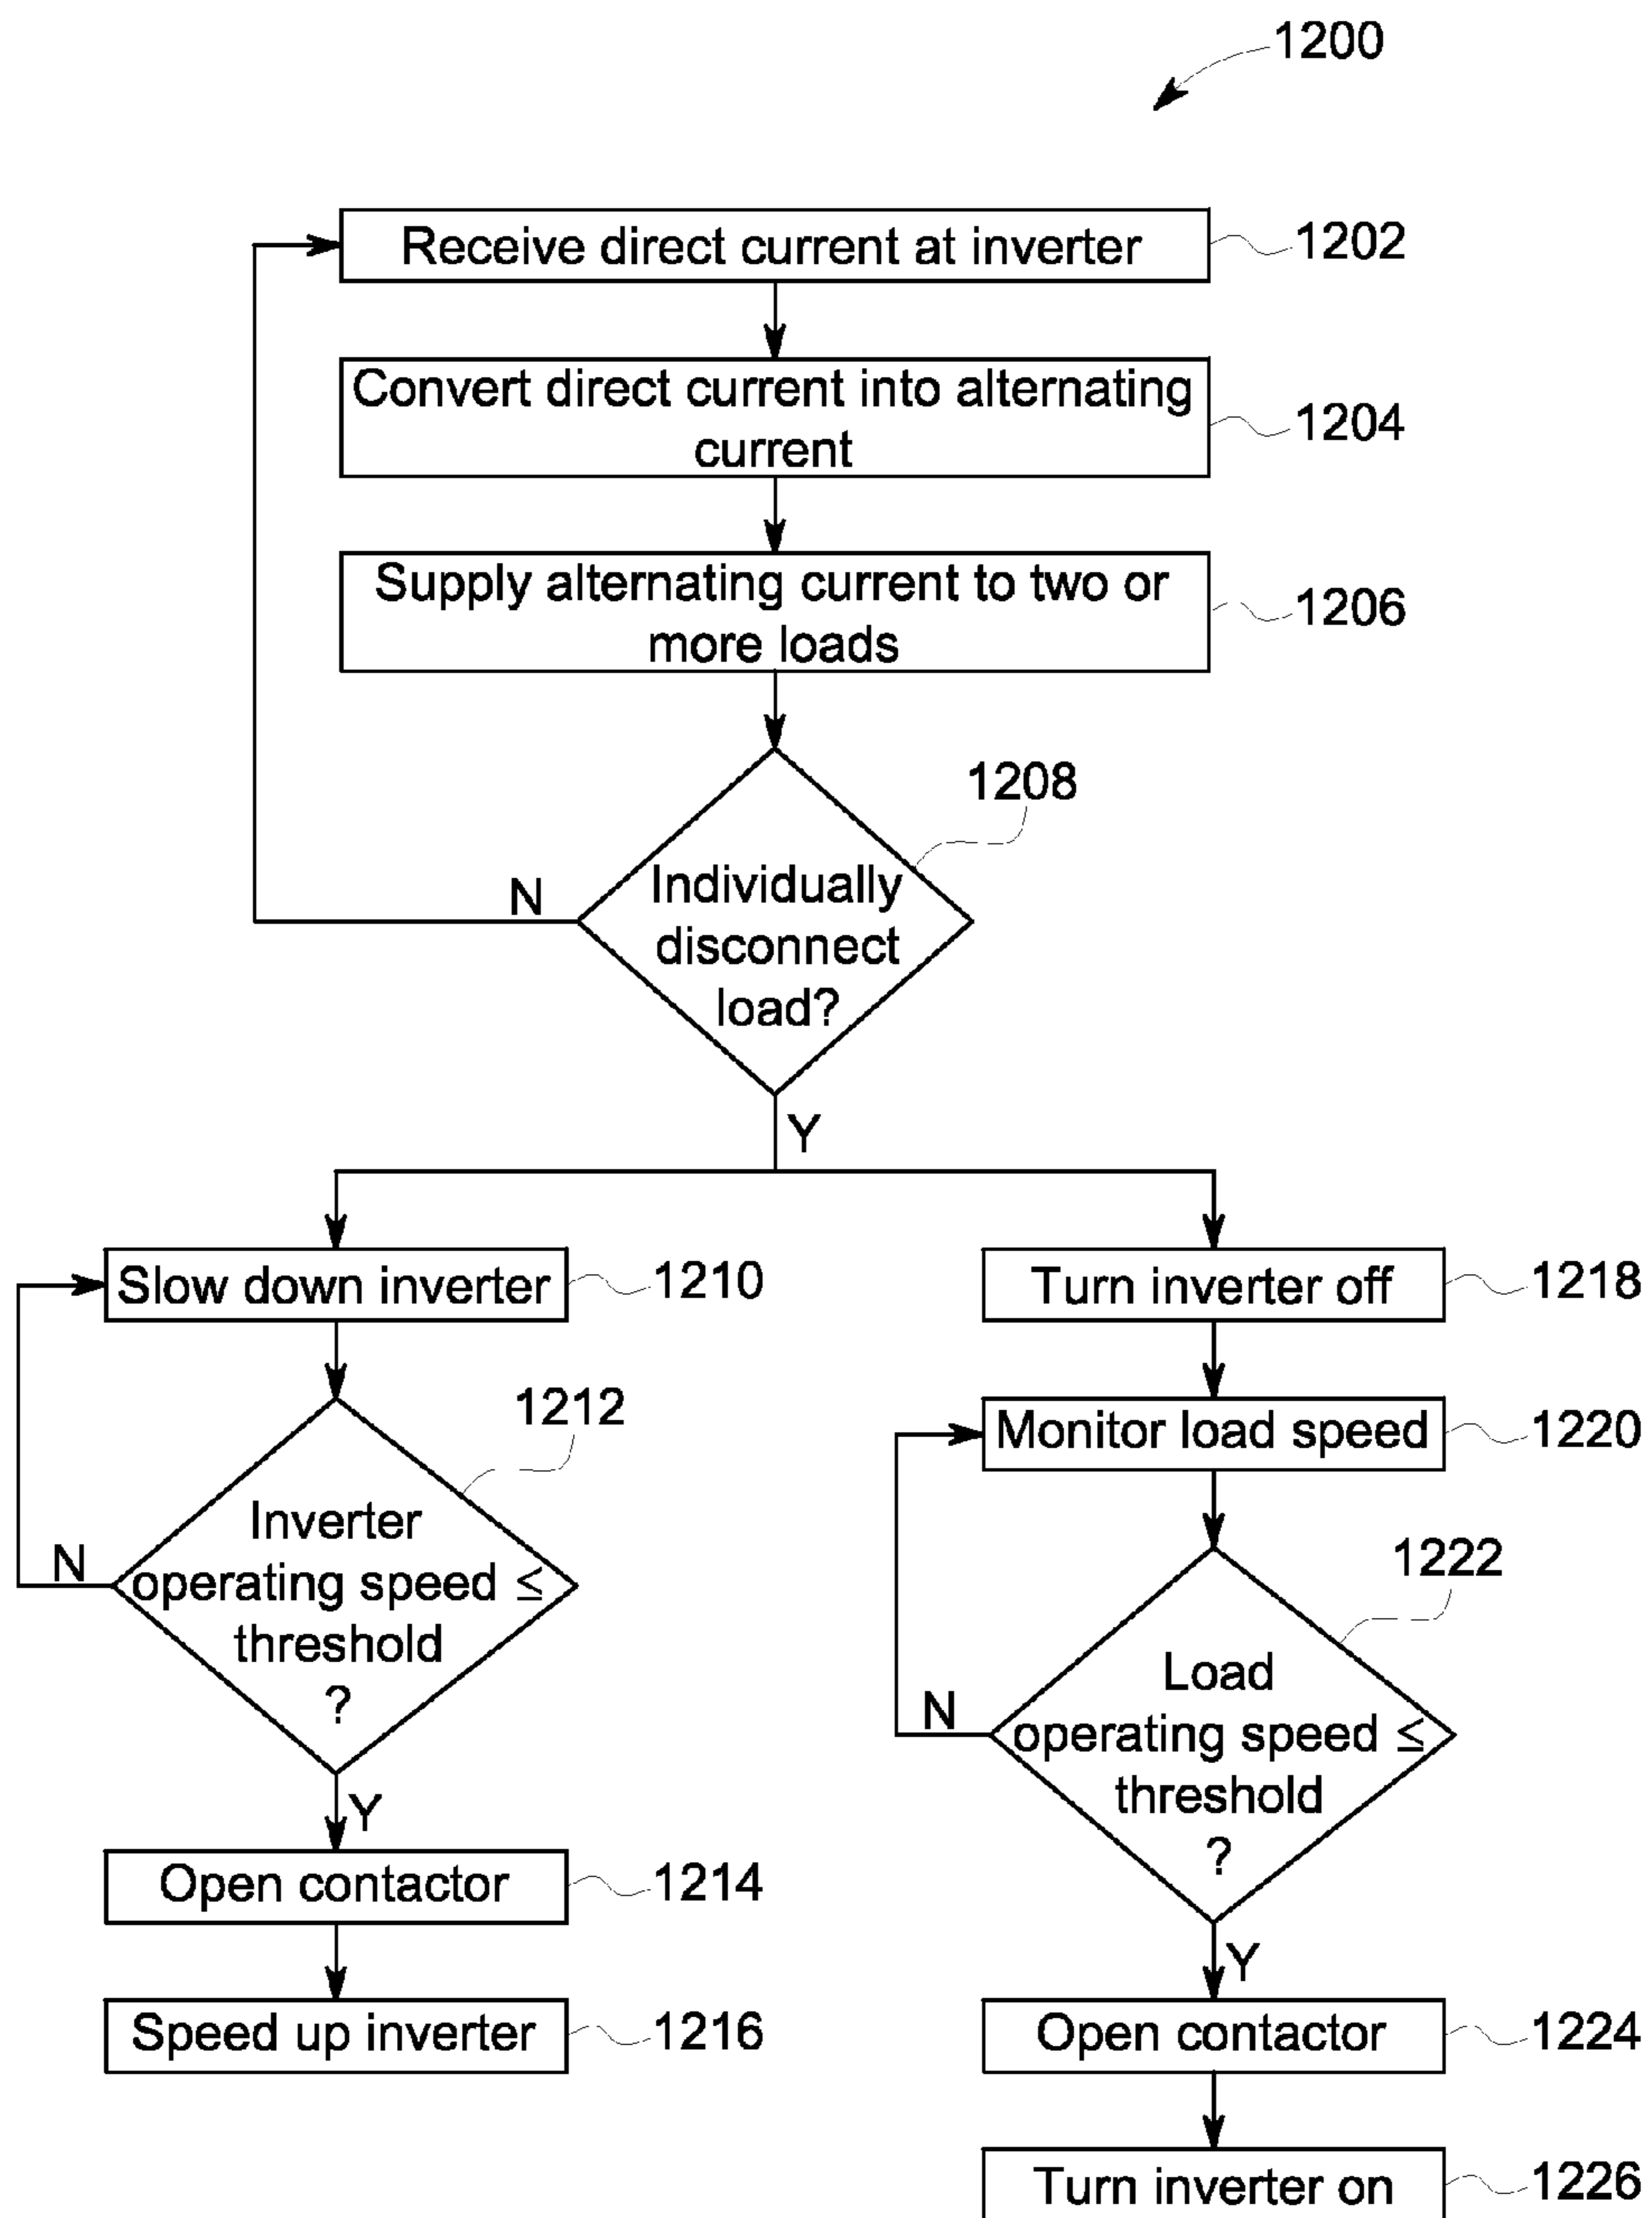 1200
Receive direct current at inverter
1202
Convert direct current into alternating
current
1204
Supply alternating current to two or
more loads
1206
1208
Individually
disconnect
load?
N
Y
Slow down inverter
1210
1212
Inverter
operating speed ≤
threshold
?
N
Y
Open contactor
1214
Speed up inverter
1216
Turn inverter off
1218
Monitor load speed
1220
1222
Load
operating speed ≤
threshold
?
N
Y
Open contactor
1224
Turn inverter on
1226